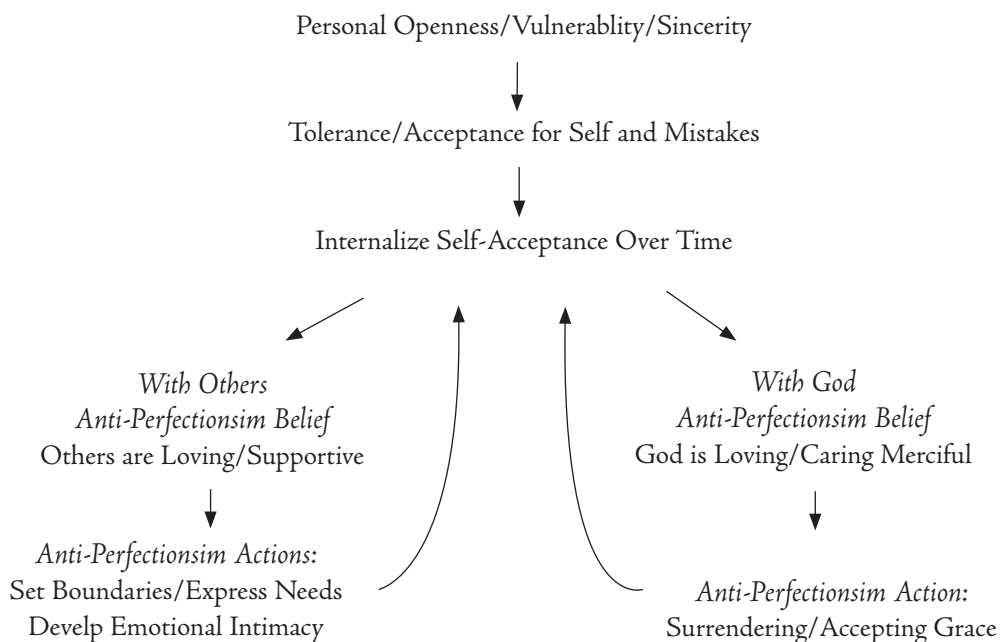 Personal Openness/Vulnerablity/Sincerity
Tolerance/Acceptance for Self and Mistakes
Internalize Self-Acceptance Over Time
With Others
Anti-Perfectionsim Belief
Others are Loving/Supportive
Anti-Perfectionsim Actions:
Set Boundaries/Express Needs
Develp Emotional Intimacy
With God
Anti-Perfectionsim Belief
God is Loving/Caring Merciful
Anti-Perfectionsim Action:
Surrendering/Accepting Grace